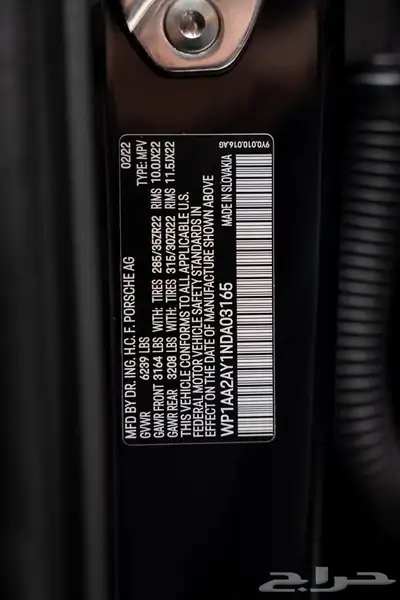 MFD BY DR. ING. H.C. F. PORSCHE AG 02/22
GVWR 6239 LBS TYPE: MPV
GAWR FRONT 3164 LBS WITH: TIRES 285/35ZR22 RIMS 10.0JX22
GAWR REAR 3208 LBS WITH: TIRES 315/30ZR22 RIMS 11.5JX22
THIS VEHICLE CONFORMS TO ALL APPLICABLE U.S.
FEDERAL MOTOR VEHICLE SAFETY STANDARDS IN
EFFECT ON THE DATE OF MANUFACTURE SHOWN ABOVE
WP1AA2AY1NDA03165 MADE IN SLOVAKIA
9Y0.010.016.AG
حراج